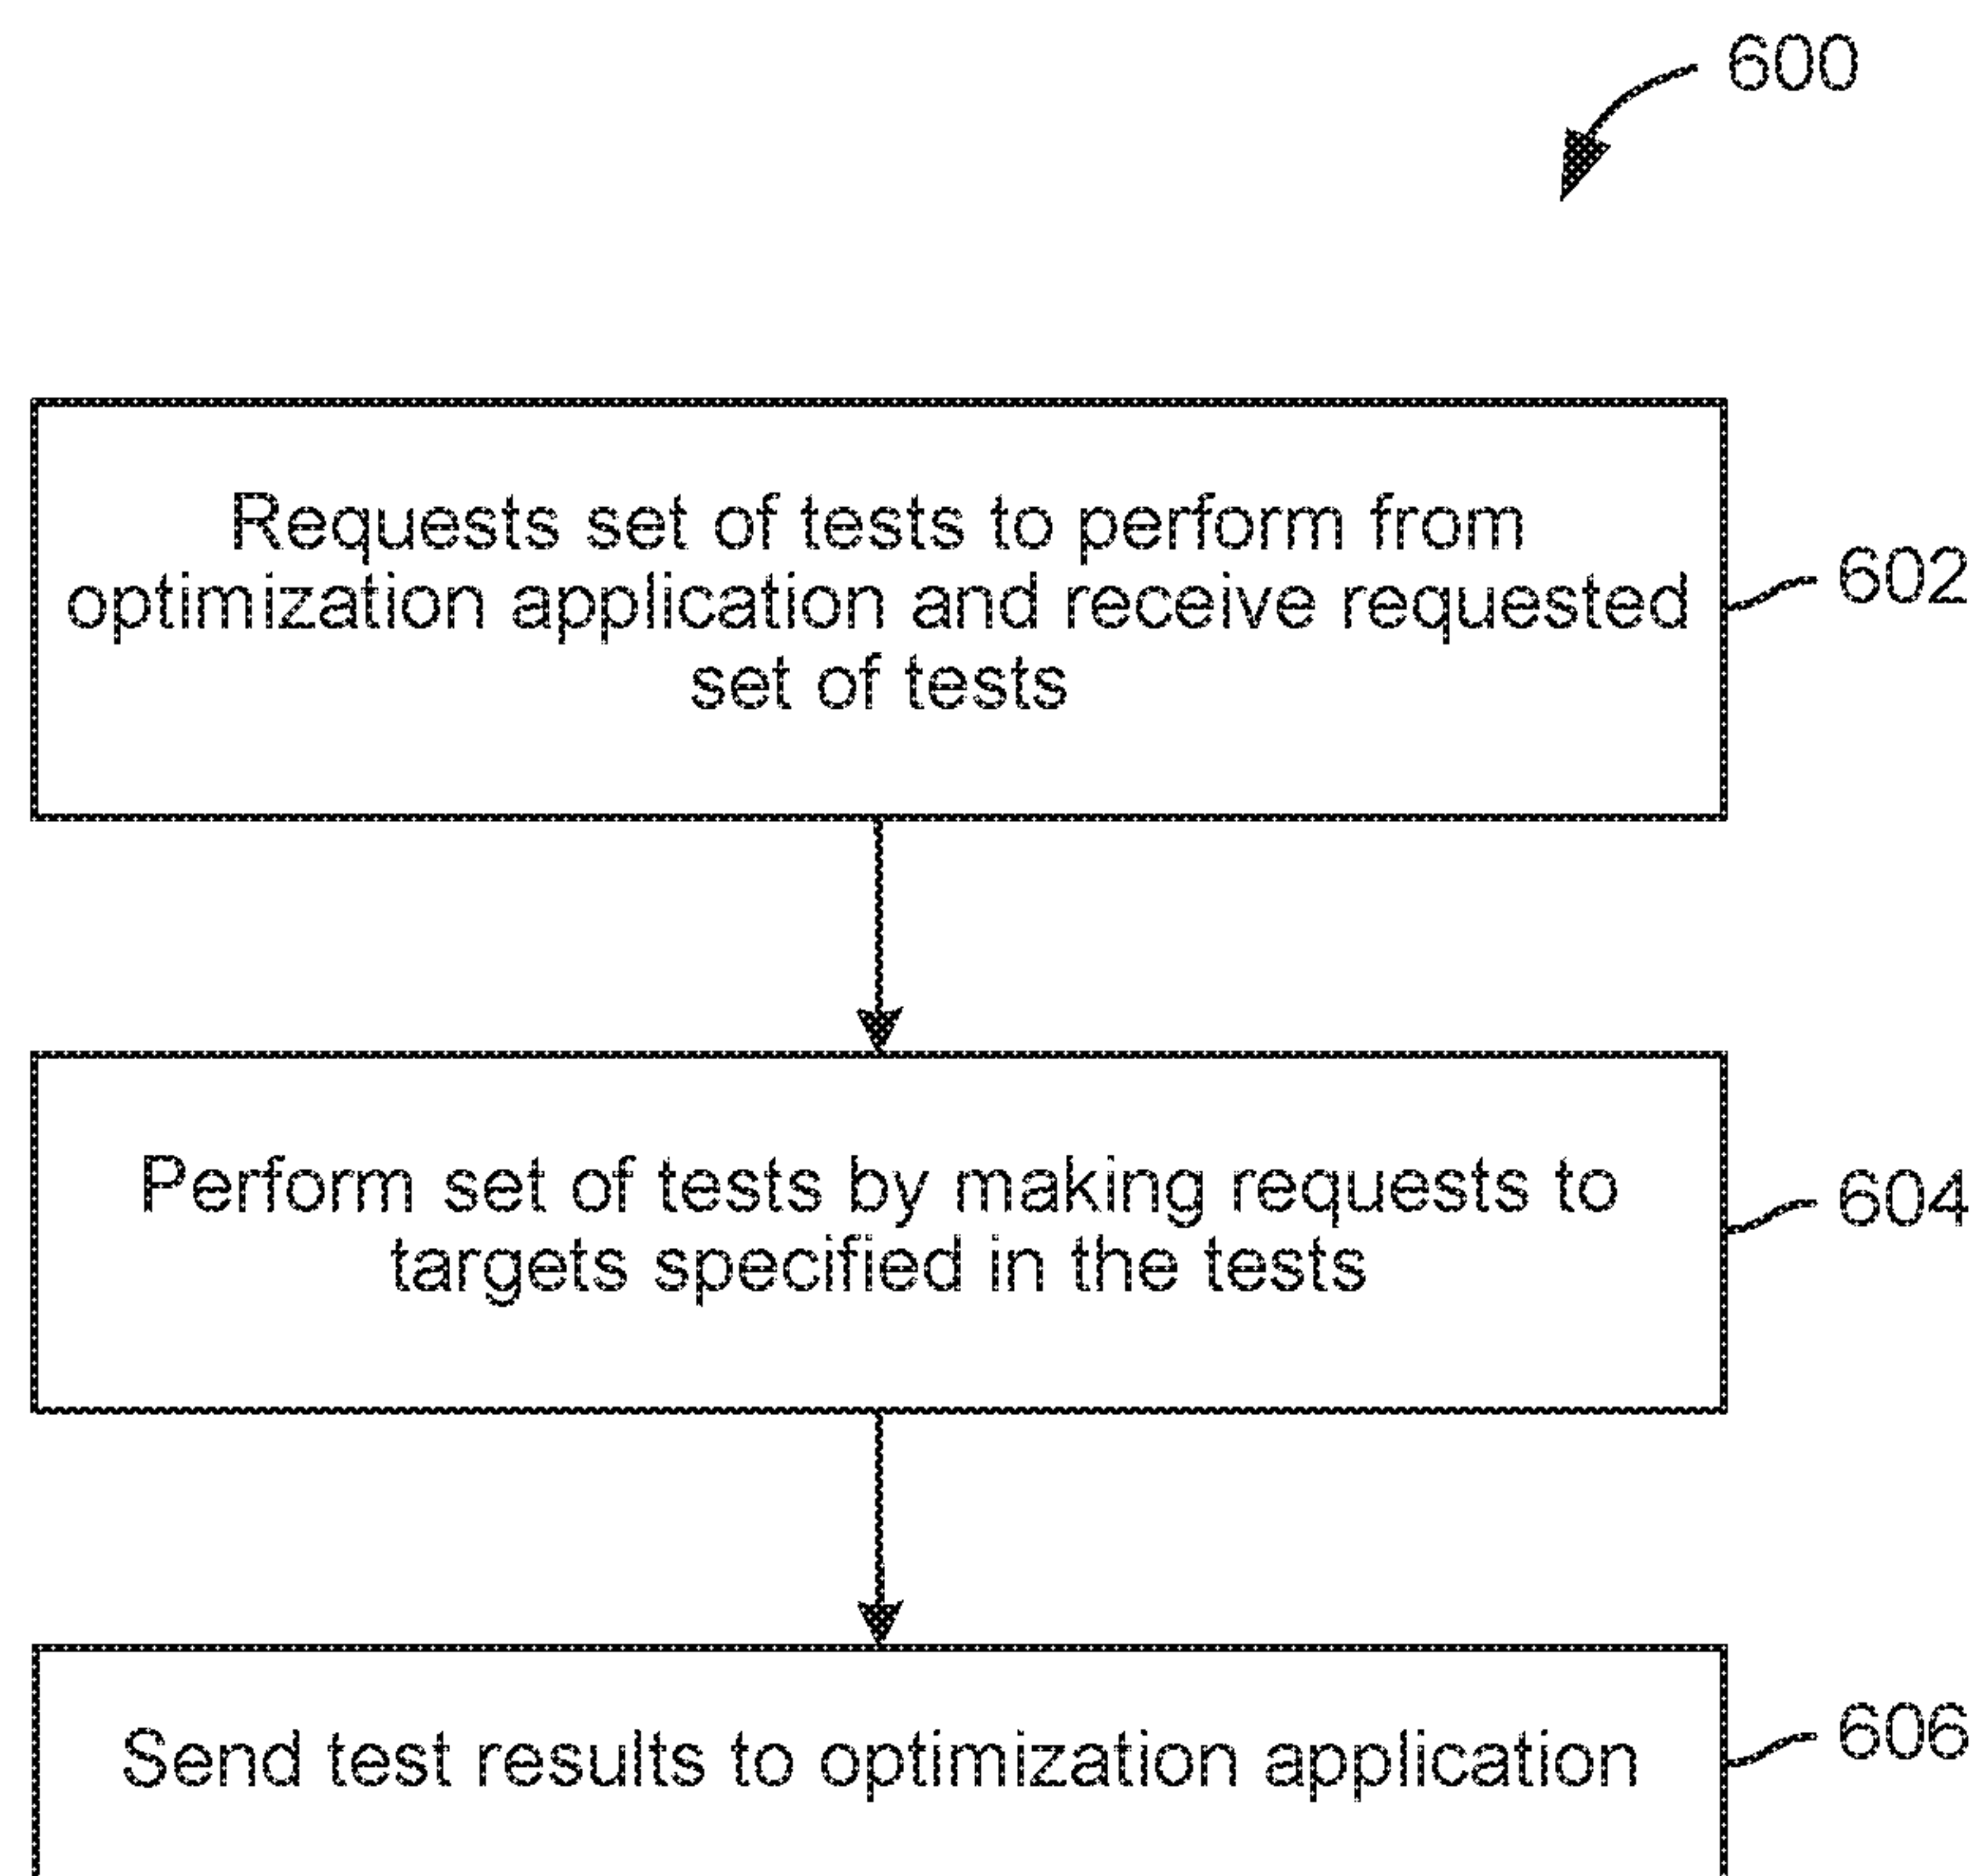 600
Requests set of tests to perform from
optimization application and receive requested
set of tests
602
Perform set of tests by making requests to
targets specified in the tests
604
Send test results to optimization application
606